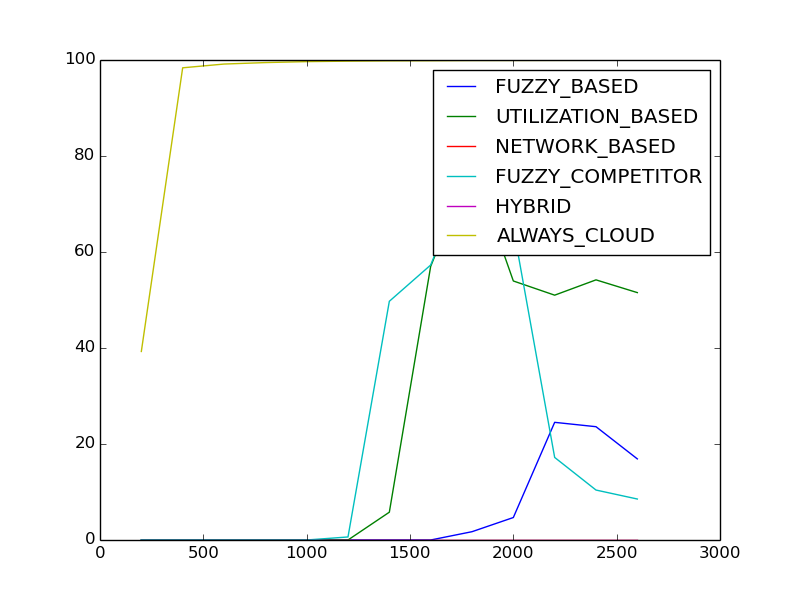 100
80
60
40
20
0
0 500 1000 1500 2000 2500 3000
FUZZY_BASED
UTILIZATION_BASED
NETWORK_BASED
FUZZY_COMPETITOR
HYBRID
ALWAYS_CLOUD